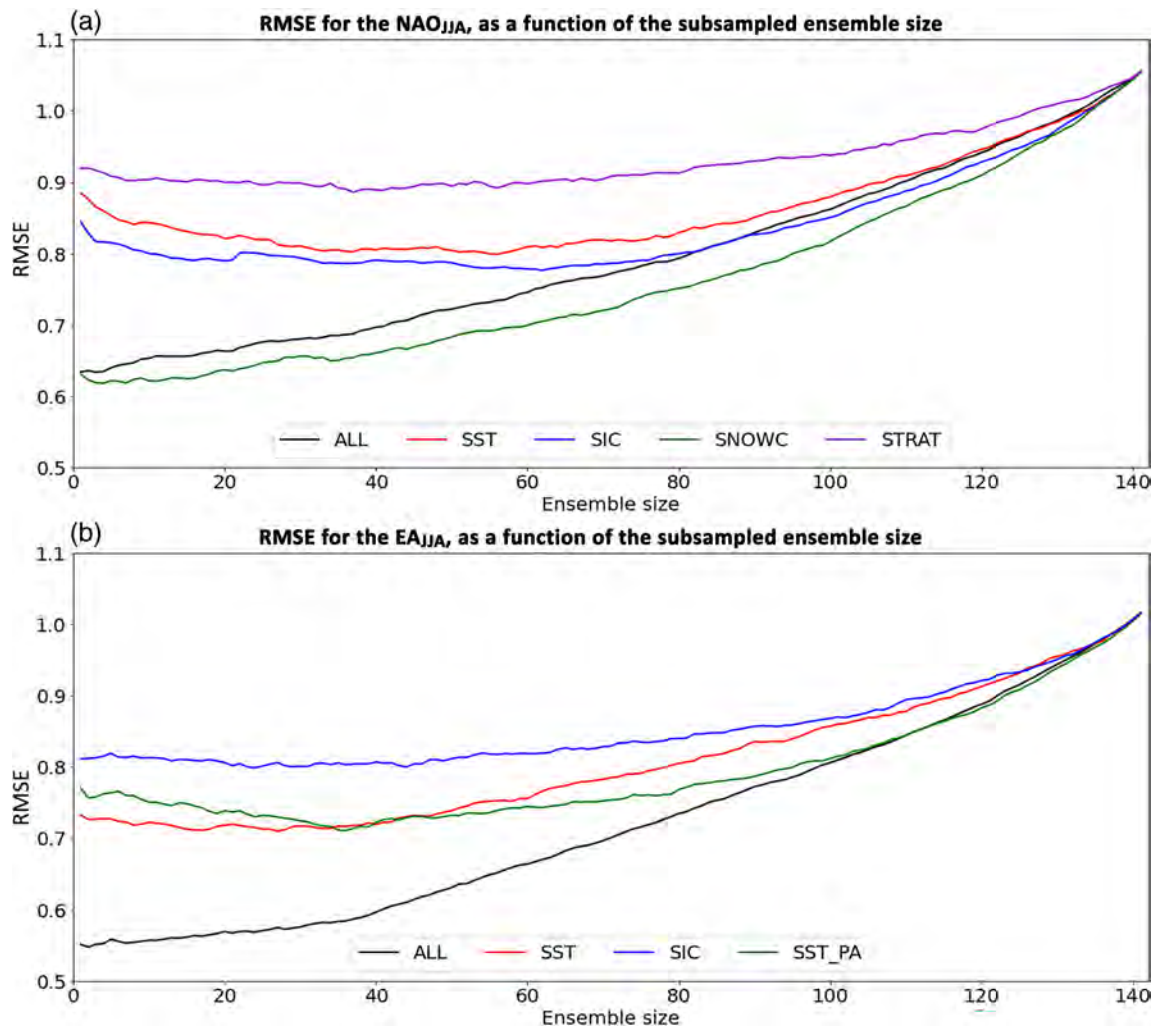 (a)
RMSE for the NAOJJA, as a function of the subsampled ensemble size
1.1
1.0
0.9
0.8
0.7
0.6
0.5
RMSE
ALL SST SIC SNOWC STRAT
0 20 40 60 80 100 120 140
Ensemble size
(b)
RMSE for the EAJJA, as a function of the subsampled ensemble size
1.1
1.0
0.9
0.8
0.7
0.6
0.5
RMSE
ALL SST SIC SST_PA
0 20 40 60 80 100 120 140
Ensemble size